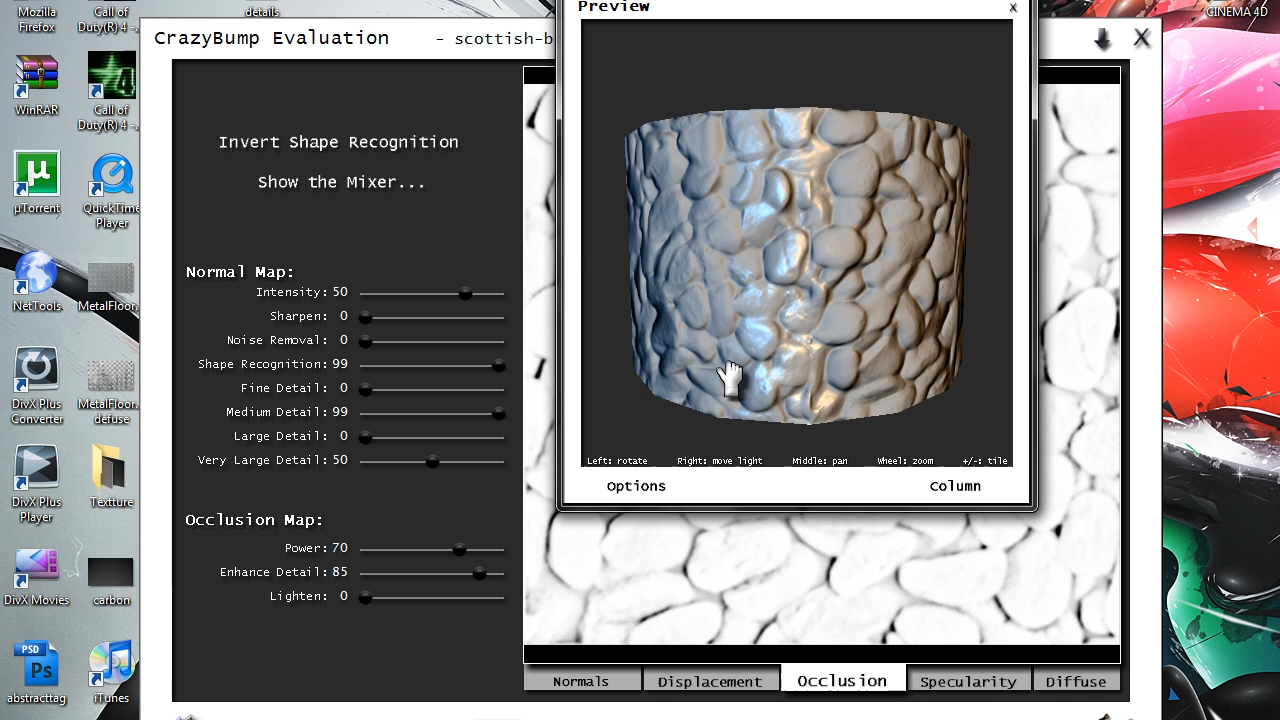 Mozilla
Firefox
Call of
Duty(R) 4 -...
details
WinRAR
Call of
Duty(R) 4 -...
µTorrent
QuickTime
Player
NetTools
MetalFloor.
DivX Plus
Converter
MetalFloor.
defuse
DivX Plus
Player
Textture
DivX Movies
carbon
PSD
Ps
abstracttag
iTunes
CINEMA 4D
CrazyBump Evaluation - scottish-b
X
Invert Shape Recognition
Show the Mixer...
Normal Map:
Intensity: 50
Sharpen: 0
Noise Removal: 0
Shape Recognition: 99
Fine Detail: 0
Medium Detail: 99
Large Detail: 0
Very Large Detail: 50
Occlusion Map:
Power: 70
Enhance Detail: 85
Lighten: 0
Preview x
Left: rotate Right: move light Middle: pan Wheel: zoom +/-: tile
Options Column
Normals Displacement Occlusion Specularity Diffuse